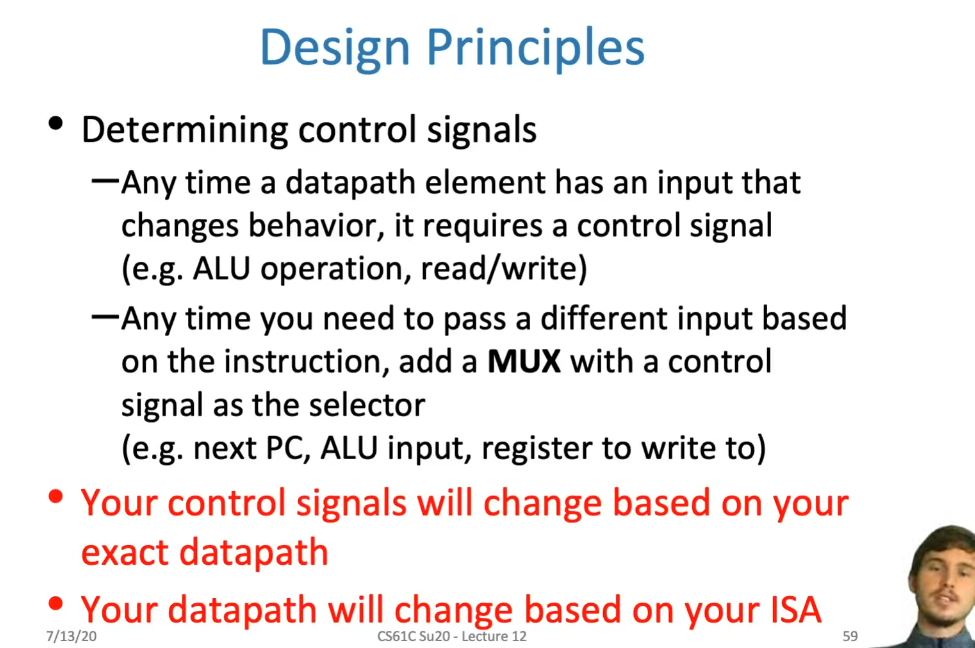 Design Principles
• Determining control signals
—Any time a datapath element has an input that
changes behavior, it requires a control signal
(e.g. ALU operation, read/write)
—Any time you need to pass a different input based
on the instruction, add a MUX with a control
signal as the selector
(e.g. next PC, ALU input, register to write to)
• Your control signals will change based on your
exact datapath
• Your datapath will change based on your ISA
7/13/20 CS61C Su20 - Lecture 12 59